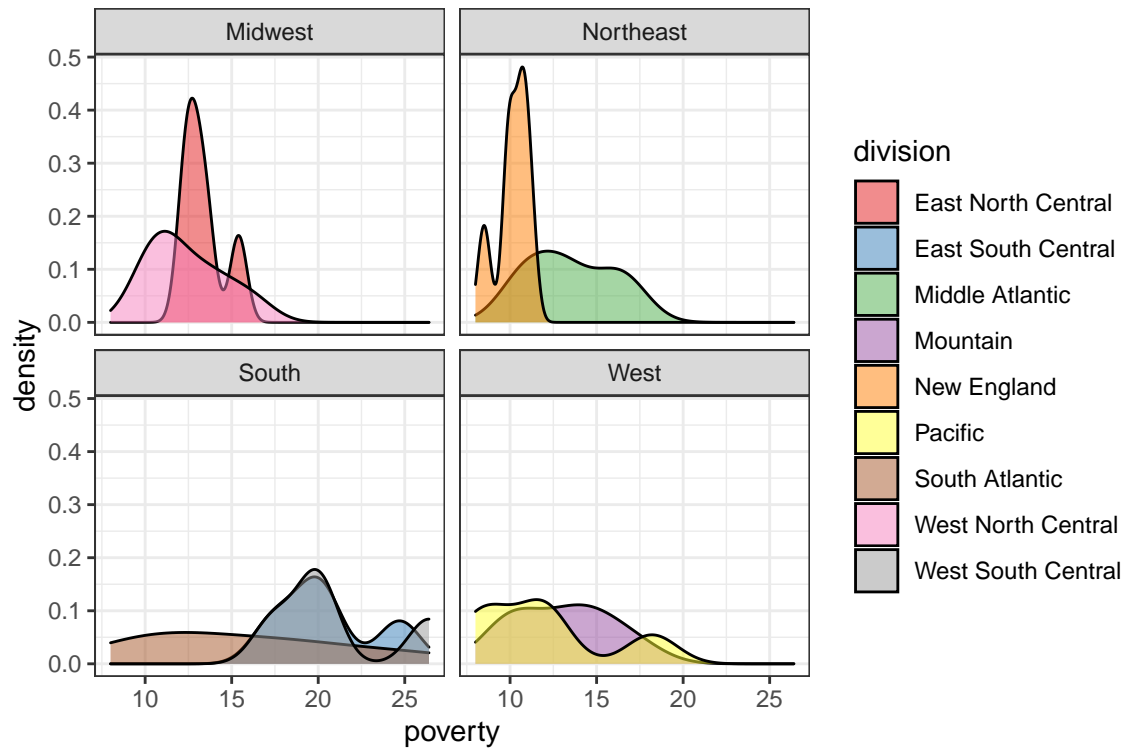 Midwest
Northeast
0.5
0.4
0.3
0.2
0.1
0.0
South
West
0.5
0.4
0.3
0.2
0.1
0.0
10
15
20
25
10
15
20
25
poverty
density
division
East North Central
East South Central
Middle Atlantic
Mountain
New England
Pacific
South Atlantic
West North Central
West South Central